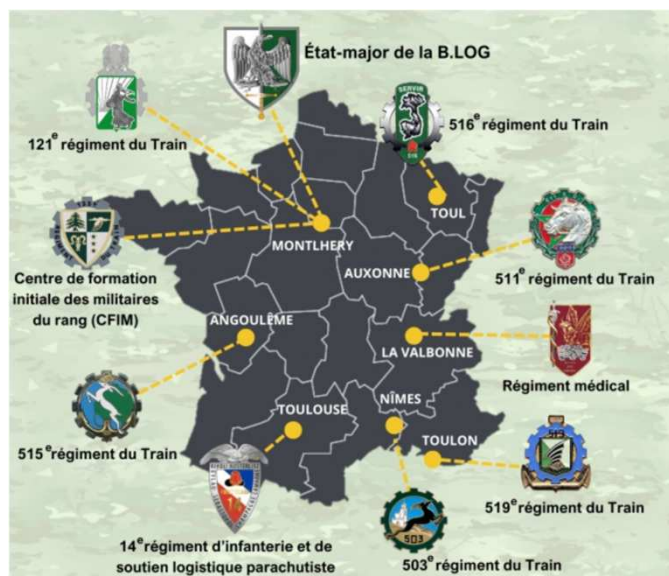 État-major de la B.LOG
121e régiment du Train
SERVIR
516
516e régiment du Train
TOUL
MONTLHERY
Centre de formation
initiale des militaires
du rang (CFIM)
AUXONNE
511e régiment du Train
ANGOULÊME
LA VALBONNE
Régiment médical
515e régiment du Train
TOULOUSE
NÎMES
TOULON
519
519e régiment du Train
14e régiment d'infanterie et de
soutien logistique parachutiste
503
503e régiment du Train